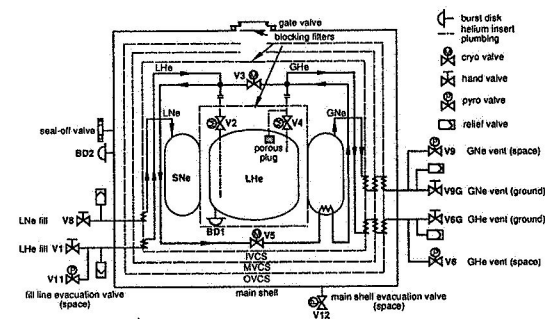 gate valve
blocking filters
burst disk
helium insert
plumbing
cryo valve
hand valve
pyro valve
relief valve
LHe
V3
GHe
LNe
GNe
seal-off valve
BD2
V2
V4
porous
plug
SNe
LHe
V9 GNe vent (space)
V9G GNe vent (ground)
V6G GHe vent (ground)
V6 GHe vent (space)
LNe fill V8
LHe fill V1
V11
fill line evacuation valve
(space)
BD1
V5
IVCS
MVCS
OVCS
main shell
main shell evacuation valve
(space)
V12